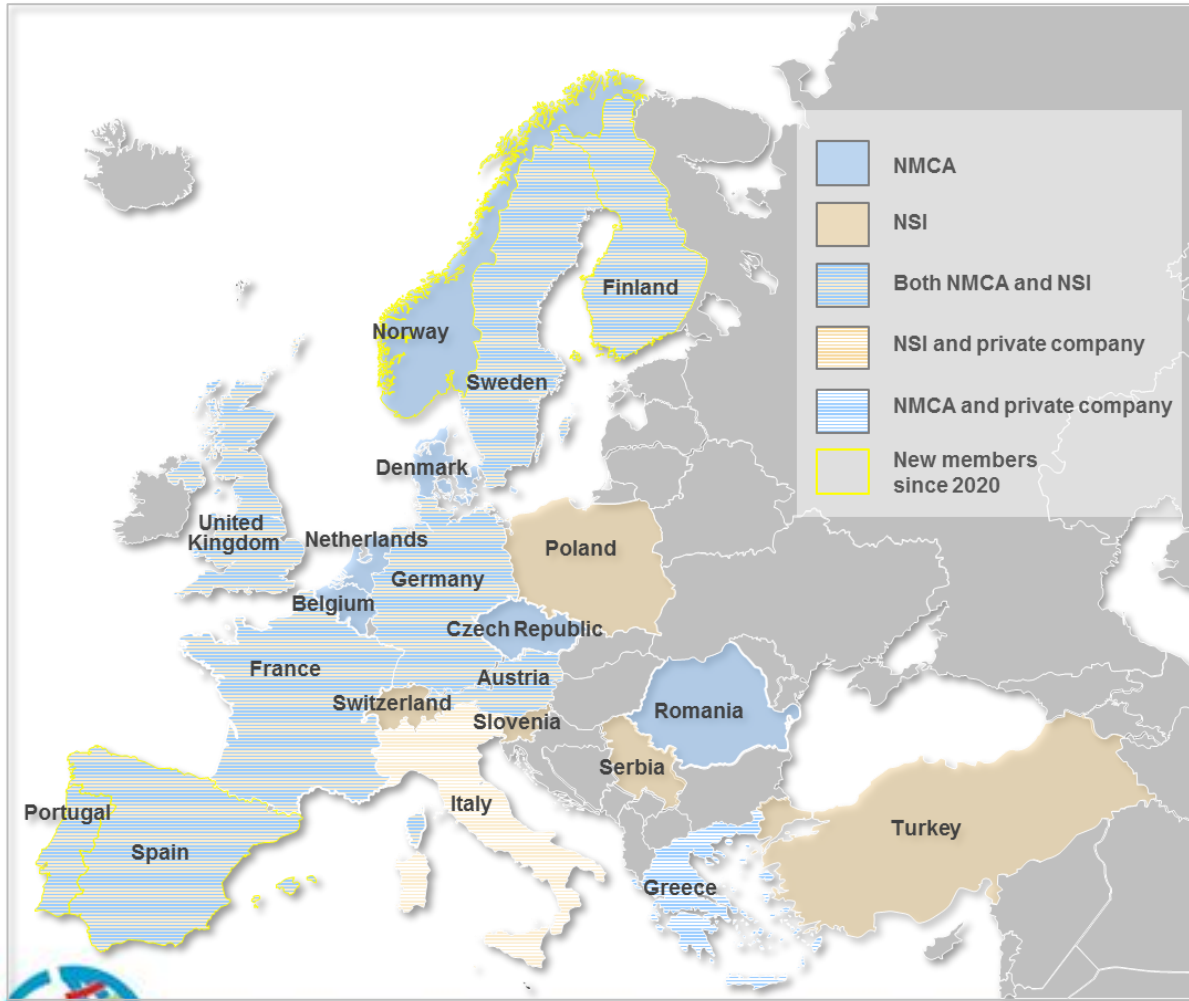 NMCA
NSI
Both NMCA and NSI
NSI and private company
NMCA and private company
New members
since 2020
Finland
Norway
Sweden
Denmark
United
Kingdom
Netherlands
Poland
Germany
Belgium
Czech Republic
France
Austria
Switzerland
Slovenia
Romania
Serbia
Italy
Portugal
Spain
Turkey
Greece